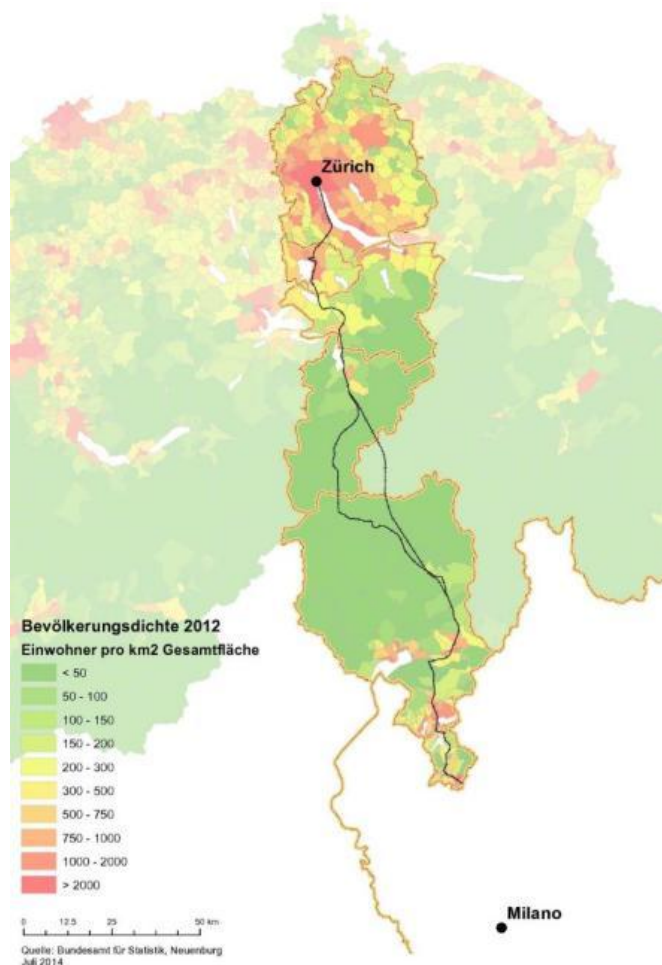 Zürich
Bevölkerungsdichte 2012
Einwohner pro km2 Gesamtfläche
< 50
50 - 100
100 - 150
150 - 200
200 - 300
300 - 500
500 - 750
750 - 1000
1000 - 2000
> 2000
0 12.5 25 50 km
Milano
Quelle: Bundesamt für Statistik, Neuenburg
Juli 2014